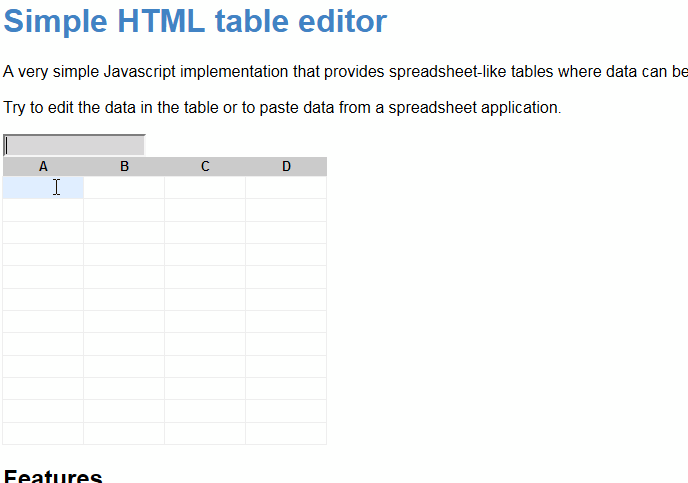 Simple HTML table editor
A very simple Javascript implementation that provides spreadsheet-like tables where data can be
Try to edit the data in the table or to paste data from a spreadsheet application.
A B C D
Features